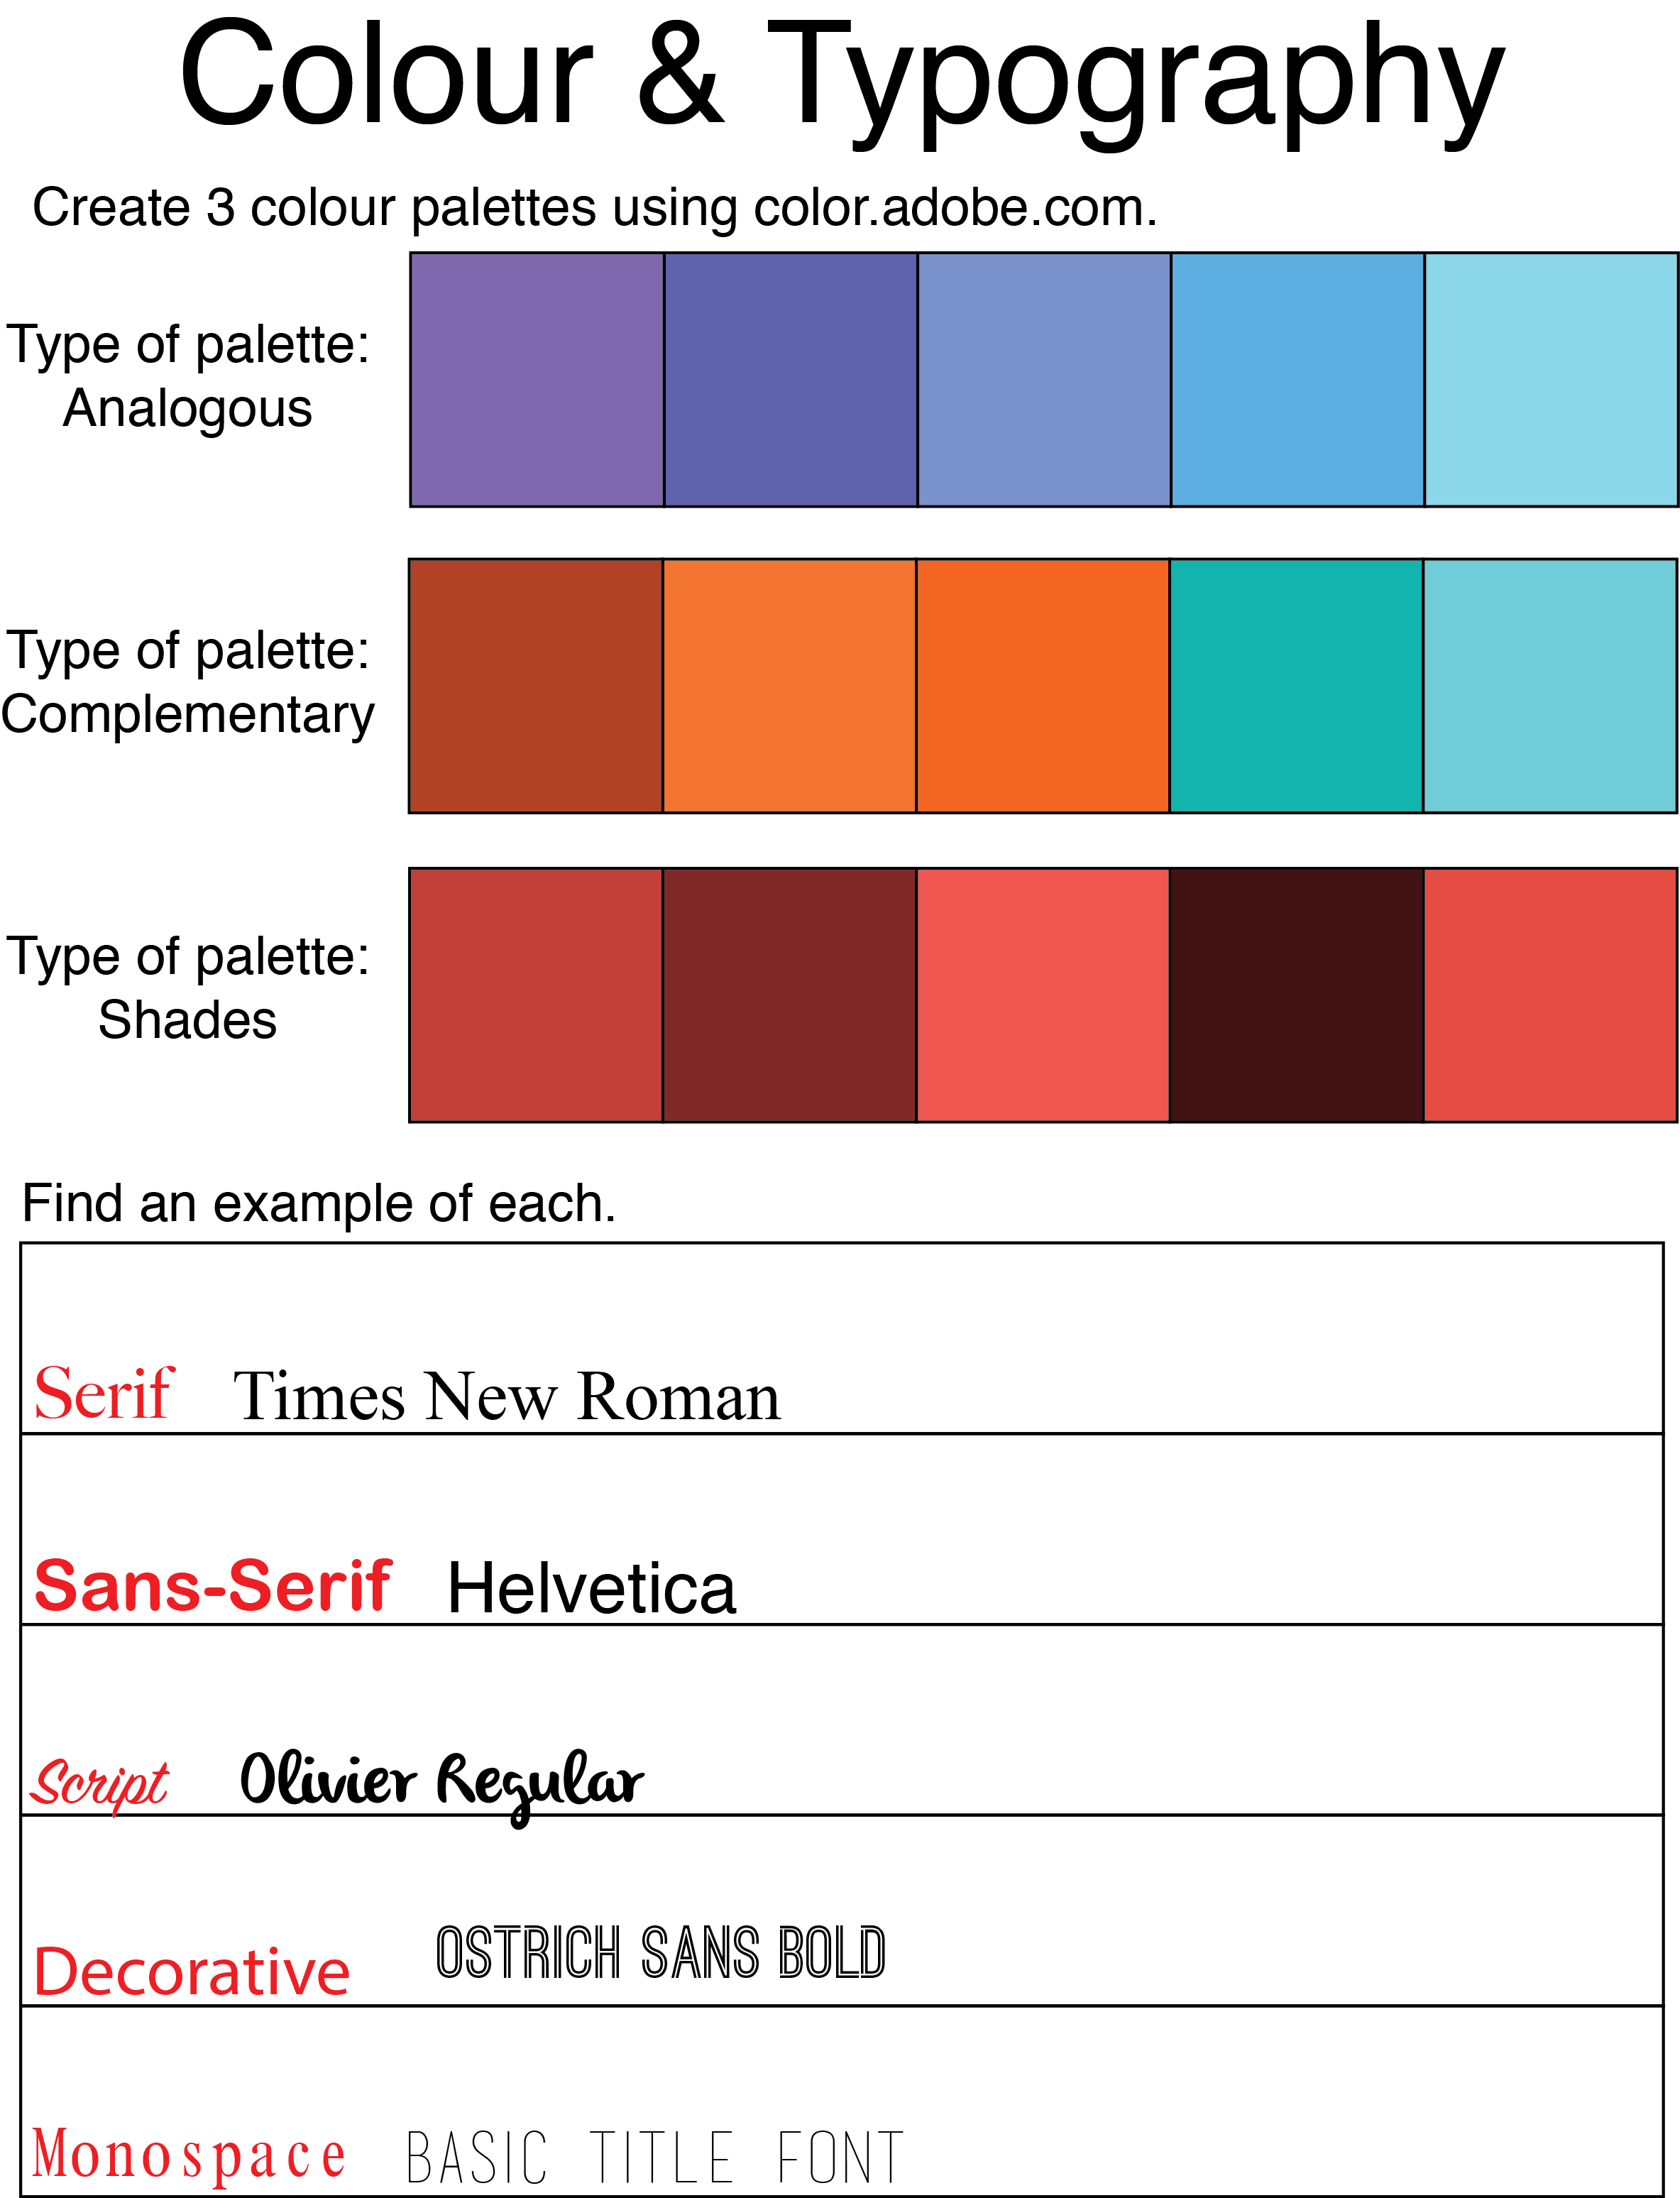 Colour & Typography
Create 3 colour palettes using color.adobe.com.
Type of palette:
Analogous
Type of palette:
Complementary
Type of palette:
Shades
Find an example of each.
Serif Times New Roman
Sans-Serif Helvetica
Script Olivier Regular
Decorative OSTRICH SANS BOLD
Monospace BASIC TITLE FONT